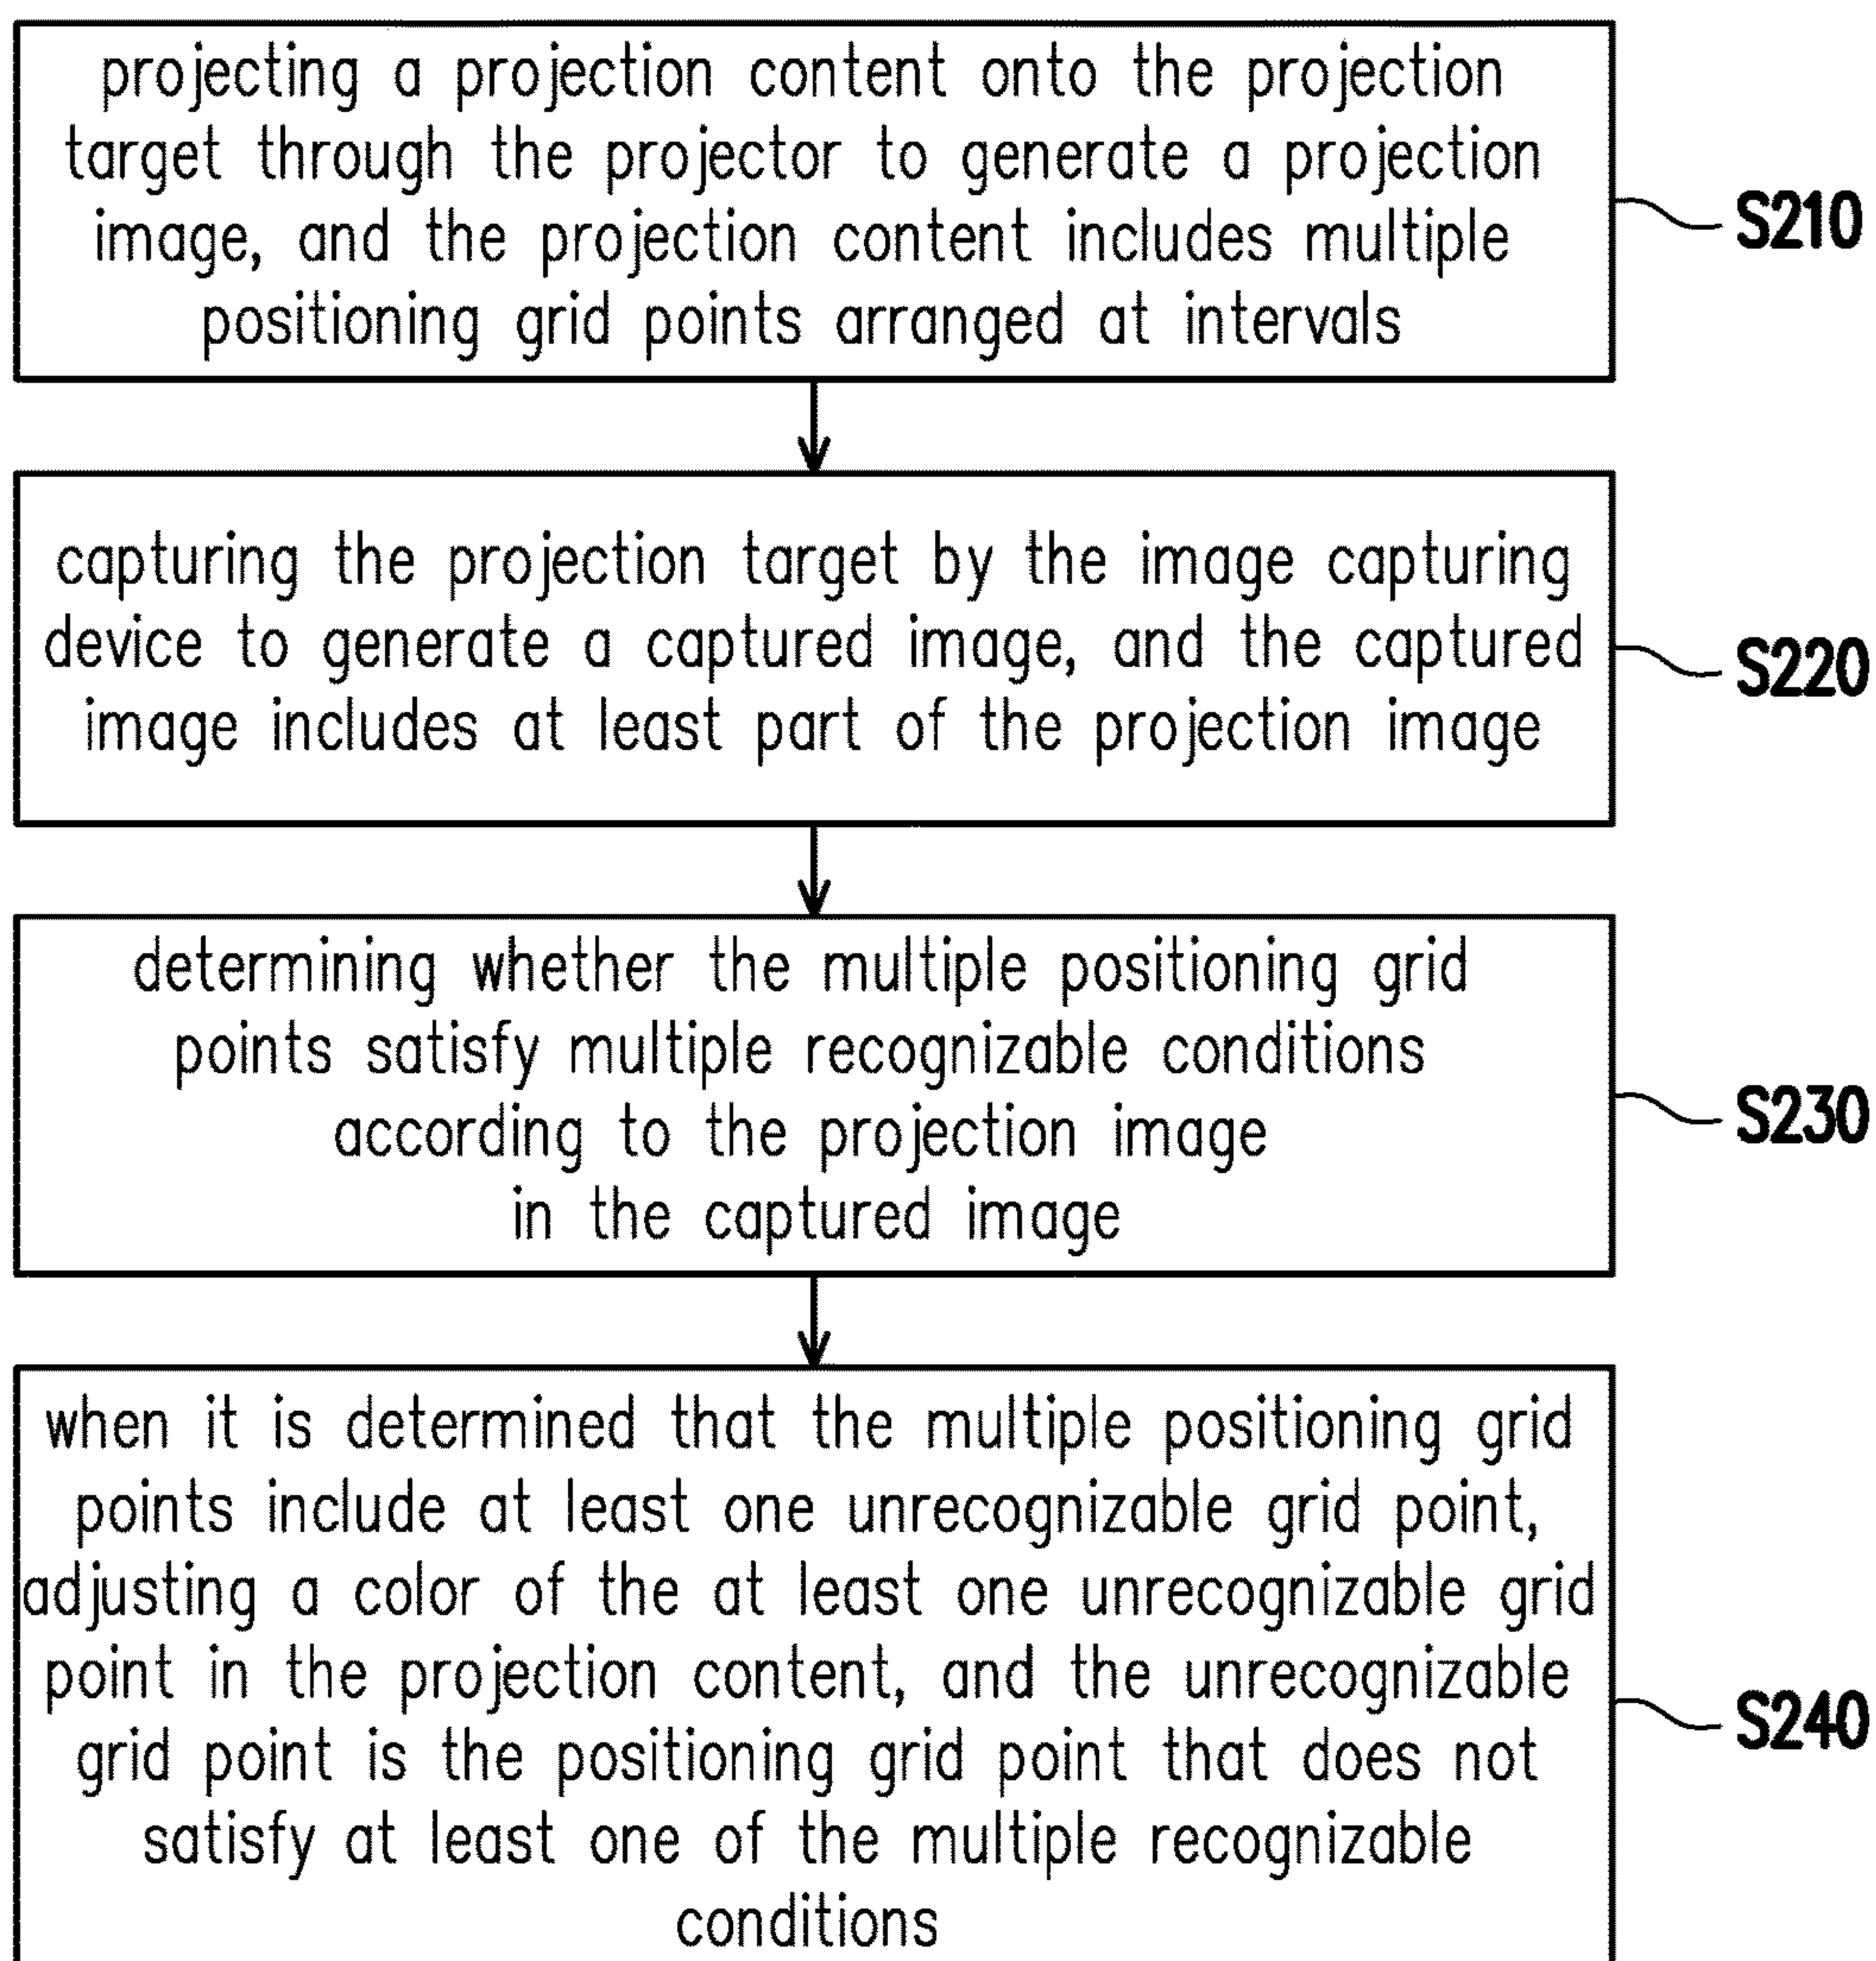 projecting a projection content onto the projection
target through the projector to generate a projection
image, and the projection content includes multiple
positioning grid points arranged at intervals
S210
capturing the projection target by the image capturing
device to generate a captured image, and the captured
image includes at least part of the projection image
S220
determining whether the multiple positioning grid
points satisfy multiple recognizable conditions
according to the projection image
in the captured image
S230
when it is determined that the multiple positioning grid
points include at least one unrecognizable grid point,
adjusting a color of the at least one unrecognizable grid
point in the projection content, and the unrecognizable
grid point is the positioning grid point that does not
satisfy at least one of the multiple recognizable
conditions
S240